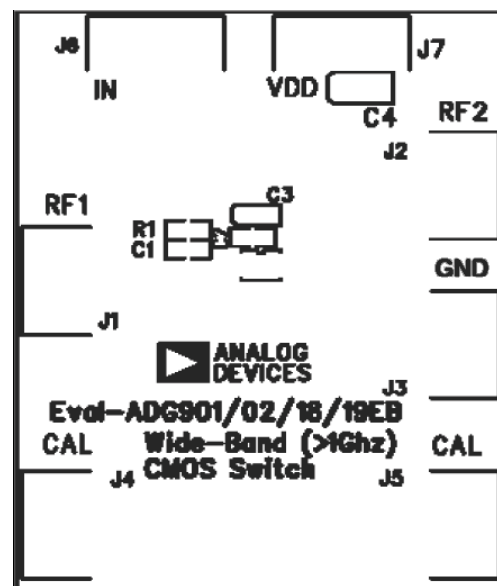 J6
J7
IN
VDD
C4
RF2
J2
C3
RF1
R1
C1
GND
J1
ANALOG
DEVICES
J3
Eval-ADG901/02/18/19EB
CAL
Wide-Band (>1Ghz)
CAL
J4
CMOS Switch
J5